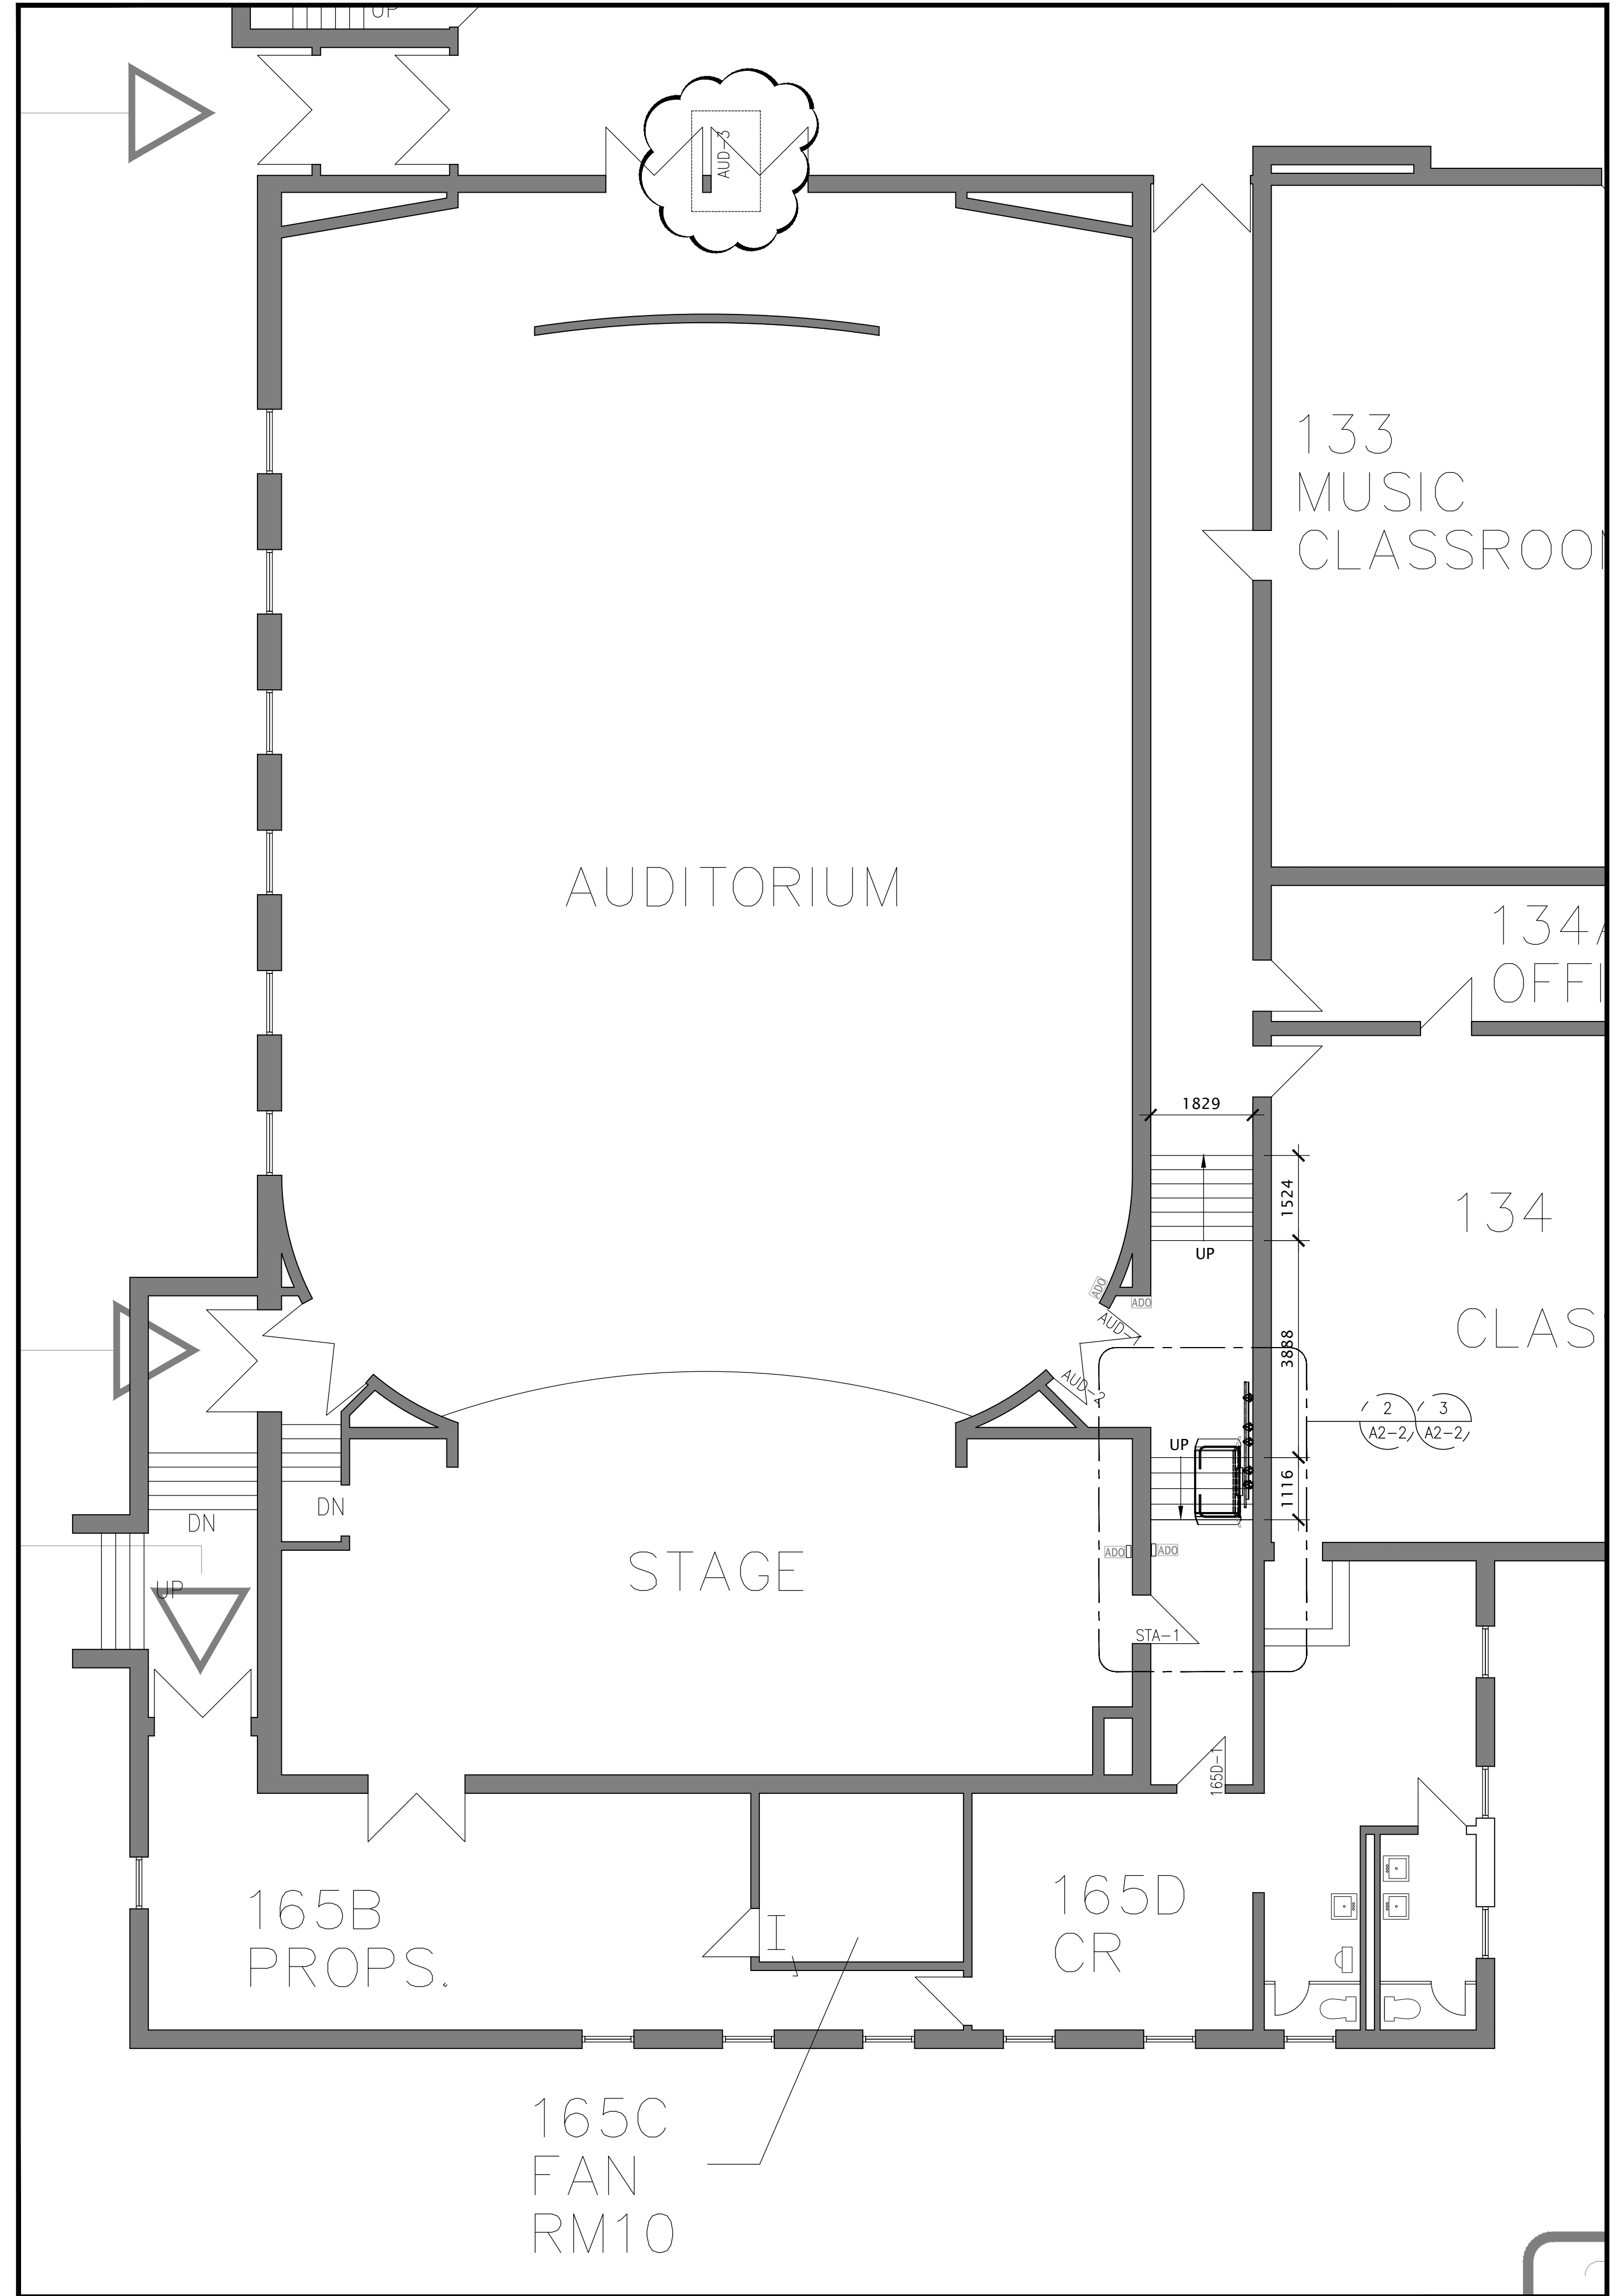 UP
AUD-3
133
MUSIC
CLASSROO
AUDITORIUM
134A
OFFI
1829
1524
UP
134
CLAS
ADO
ADO
AUD-1
3888
AUD-2
2
A2-2
3
A2-2
UP
1116
DN
DN
ADO
ADO
STAGE
UP
STA-1
165D-1
165B
PROPS.
165D
CR
165C
FAN
RM10